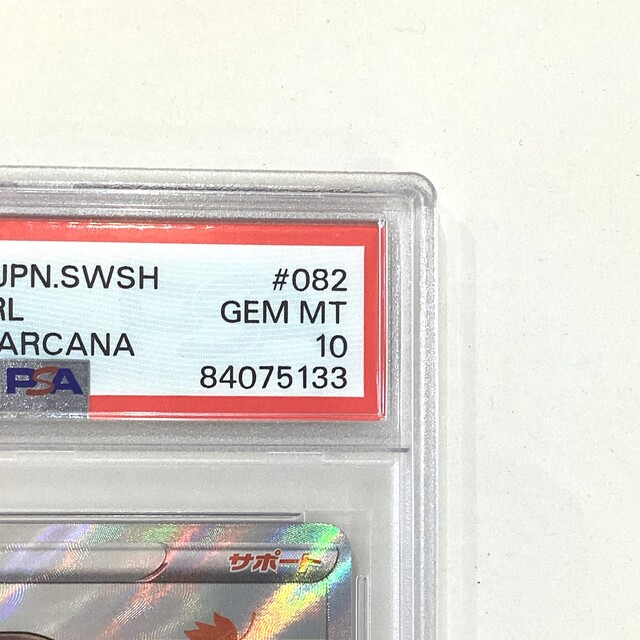 JPN.SWSH #082
RL GEM MT
ARCANA 10
PSA 84075133
サポート